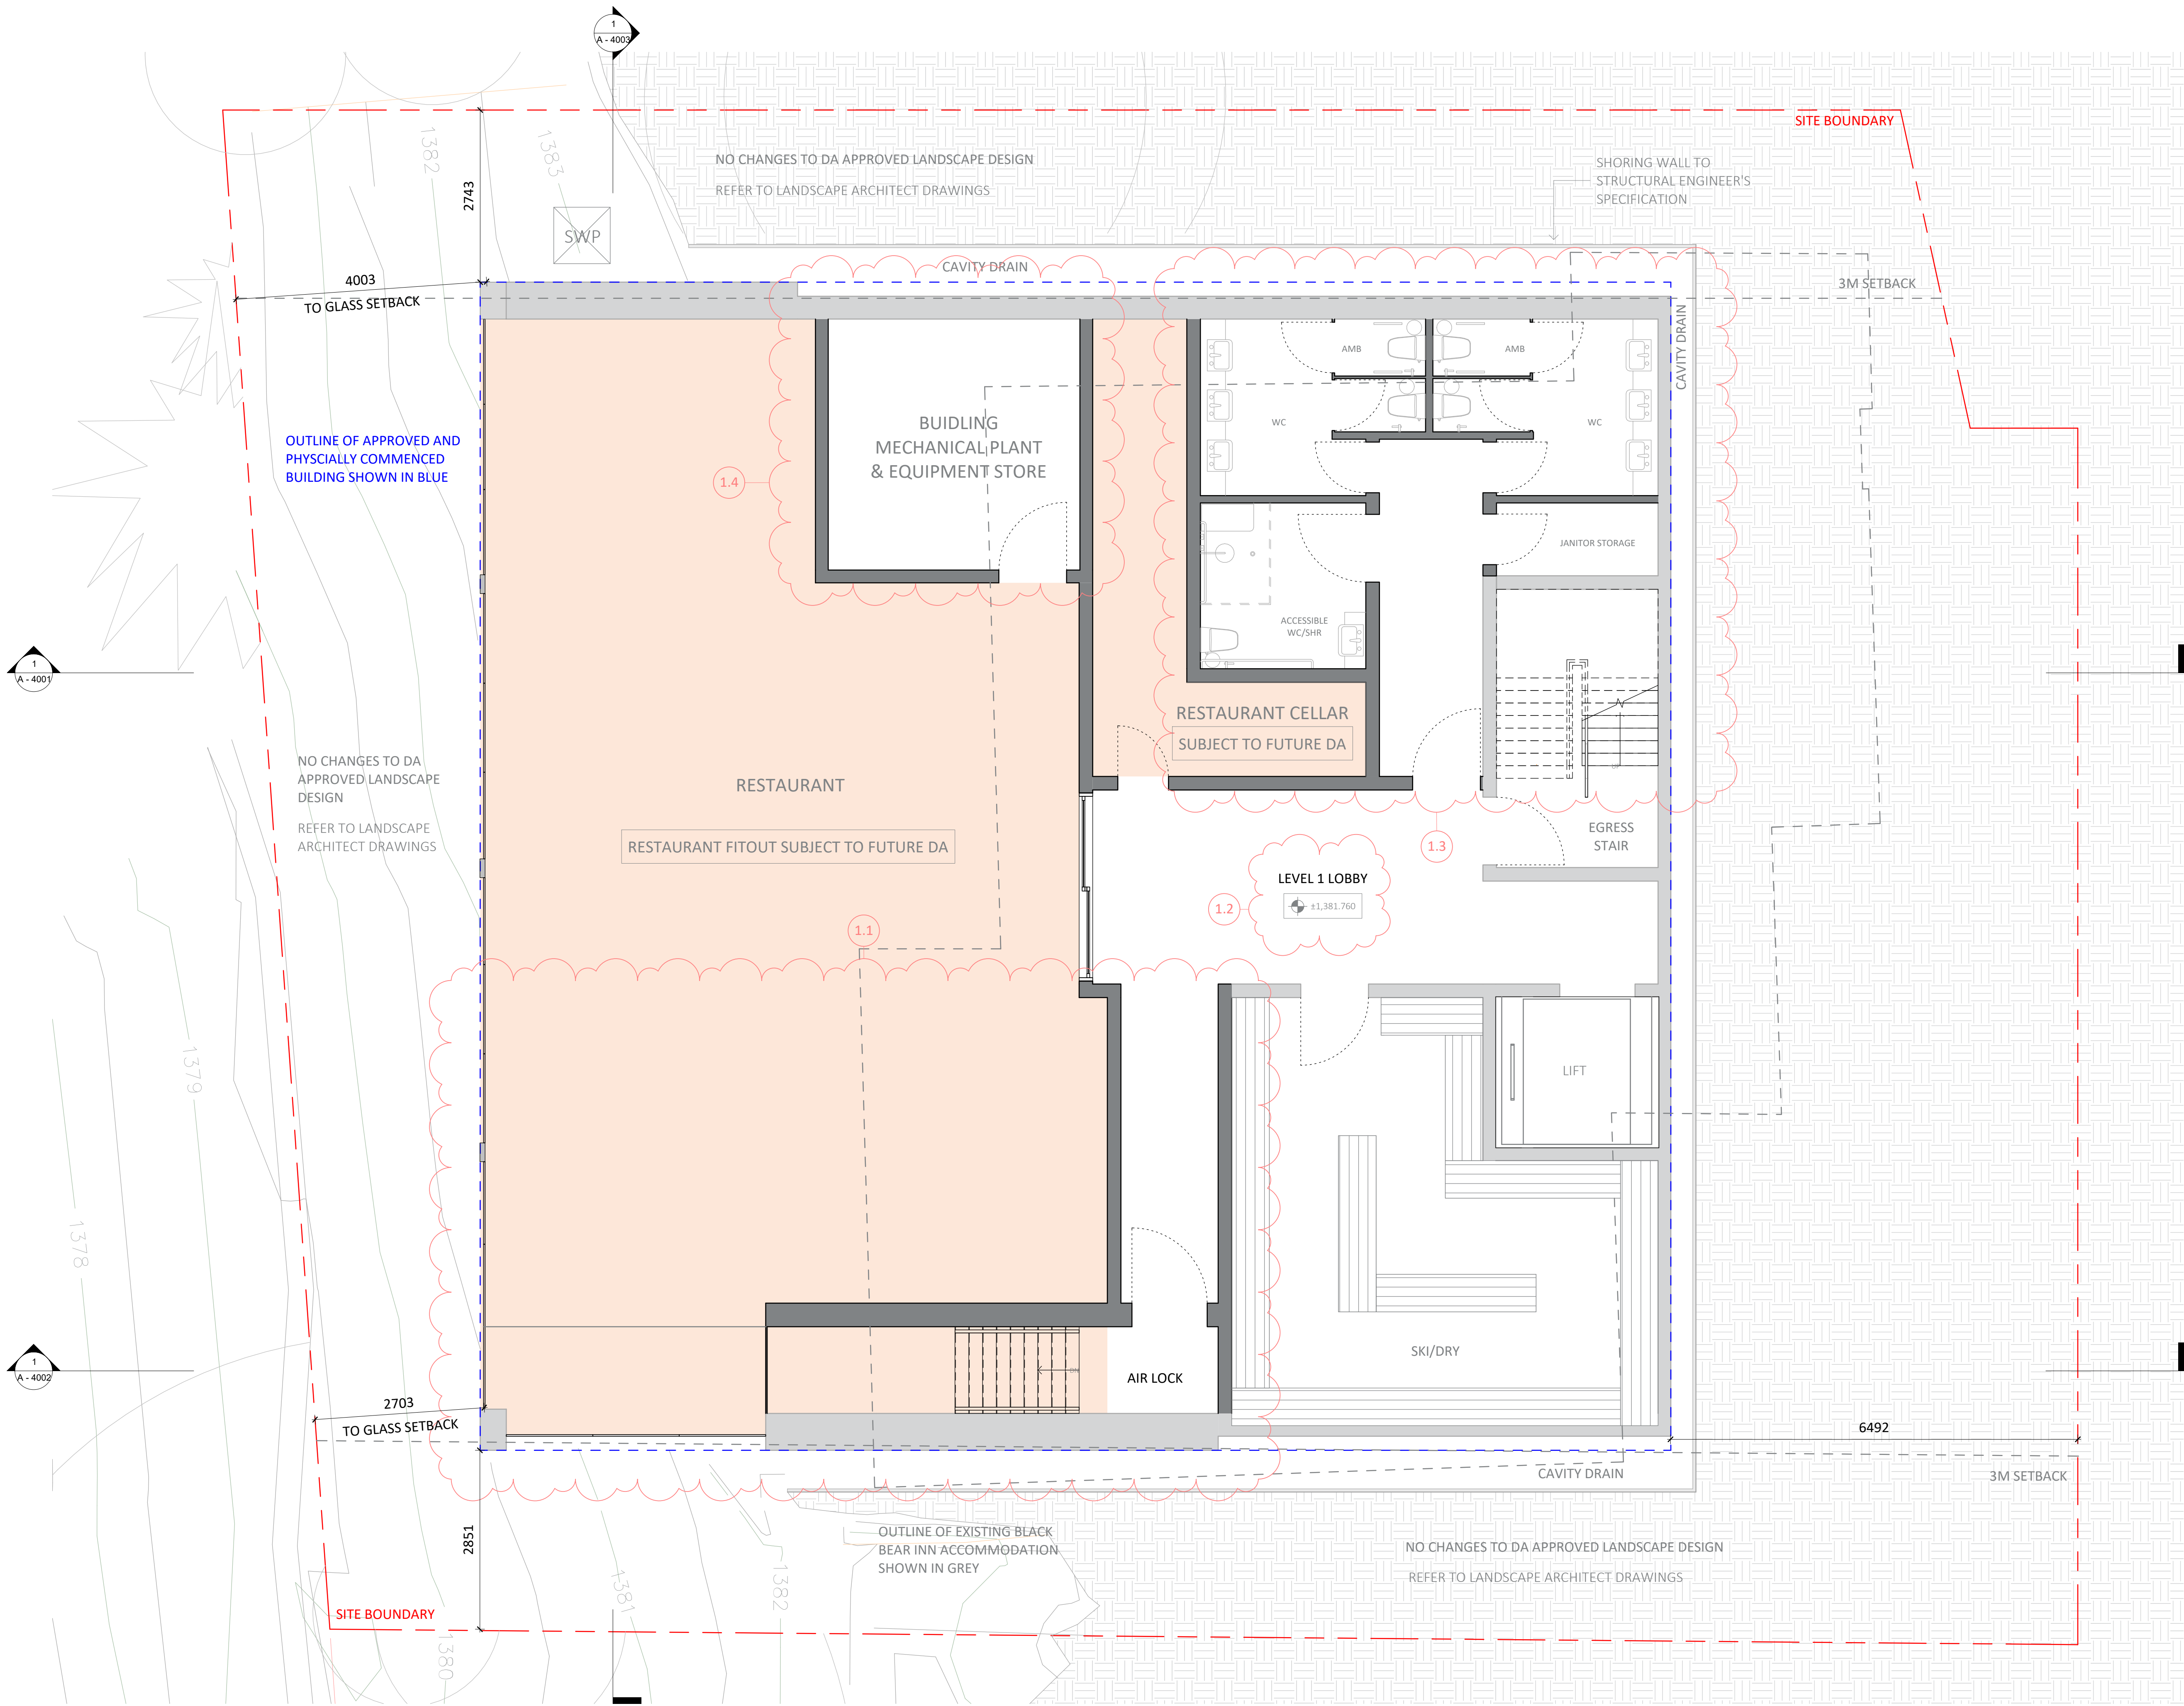 1
A - 4003
SITE BOUNDARY
1382
1383
2743
NO CHANGES TO DA APPROVED LANDSCAPE DESIGN
REFER TO LANDSCAPE ARCHITECT DRAWINGS
SHORING WALL TO
STRUCTURAL ENGINEER'S
SPECIFICATION
SWP
CAVITY DRAIN
4003
TO GLASS SETBACK
3M SETBACK
CAVITY DRAIN
AMB
AMB
WC
WC
BUIDLING
MECHANICAL PLANT
& EQUIPMENT STORE
OUTLINE OF APPROVED AND
PHYSCIALLY COMMENCED
BUILDING SHOWN IN BLUE
1.4
JANITOR STORAGE
ACCESSIBLE
WC/SHR
1
A - 4001
RESTAURANT CELLAR
SUBJECT TO FUTURE DA
UP
NO CHANGES TO DA
APPROVED LANDSCAPE
DESIGN
REFER TO LANDSCAPE
ARCHITECT DRAWINGS
RESTAURANT
RESTAURANT FITOUT SUBJECT TO FUTURE DA
EGRESS
STAIR
1.3
LEVEL 1 LOBBY
±1,381.760
1.2
1.1
1379
LIFT
1378
1
A - 4002
SKI/DRY
DN
AIR LOCK
2703
TO GLASS SETBACK
6492
CAVITY DRAIN
3M SETBACK
2851
OUTLINE OF EXISTING BLACK
BEAR INN ACCOMMODATION
SHOWN IN GREY
NO CHANGES TO DA APPROVED LANDSCAPE DESIGN
REFER TO LANDSCAPE ARCHITECT DRAWINGS
1382
1381
SITE BOUNDARY
1380